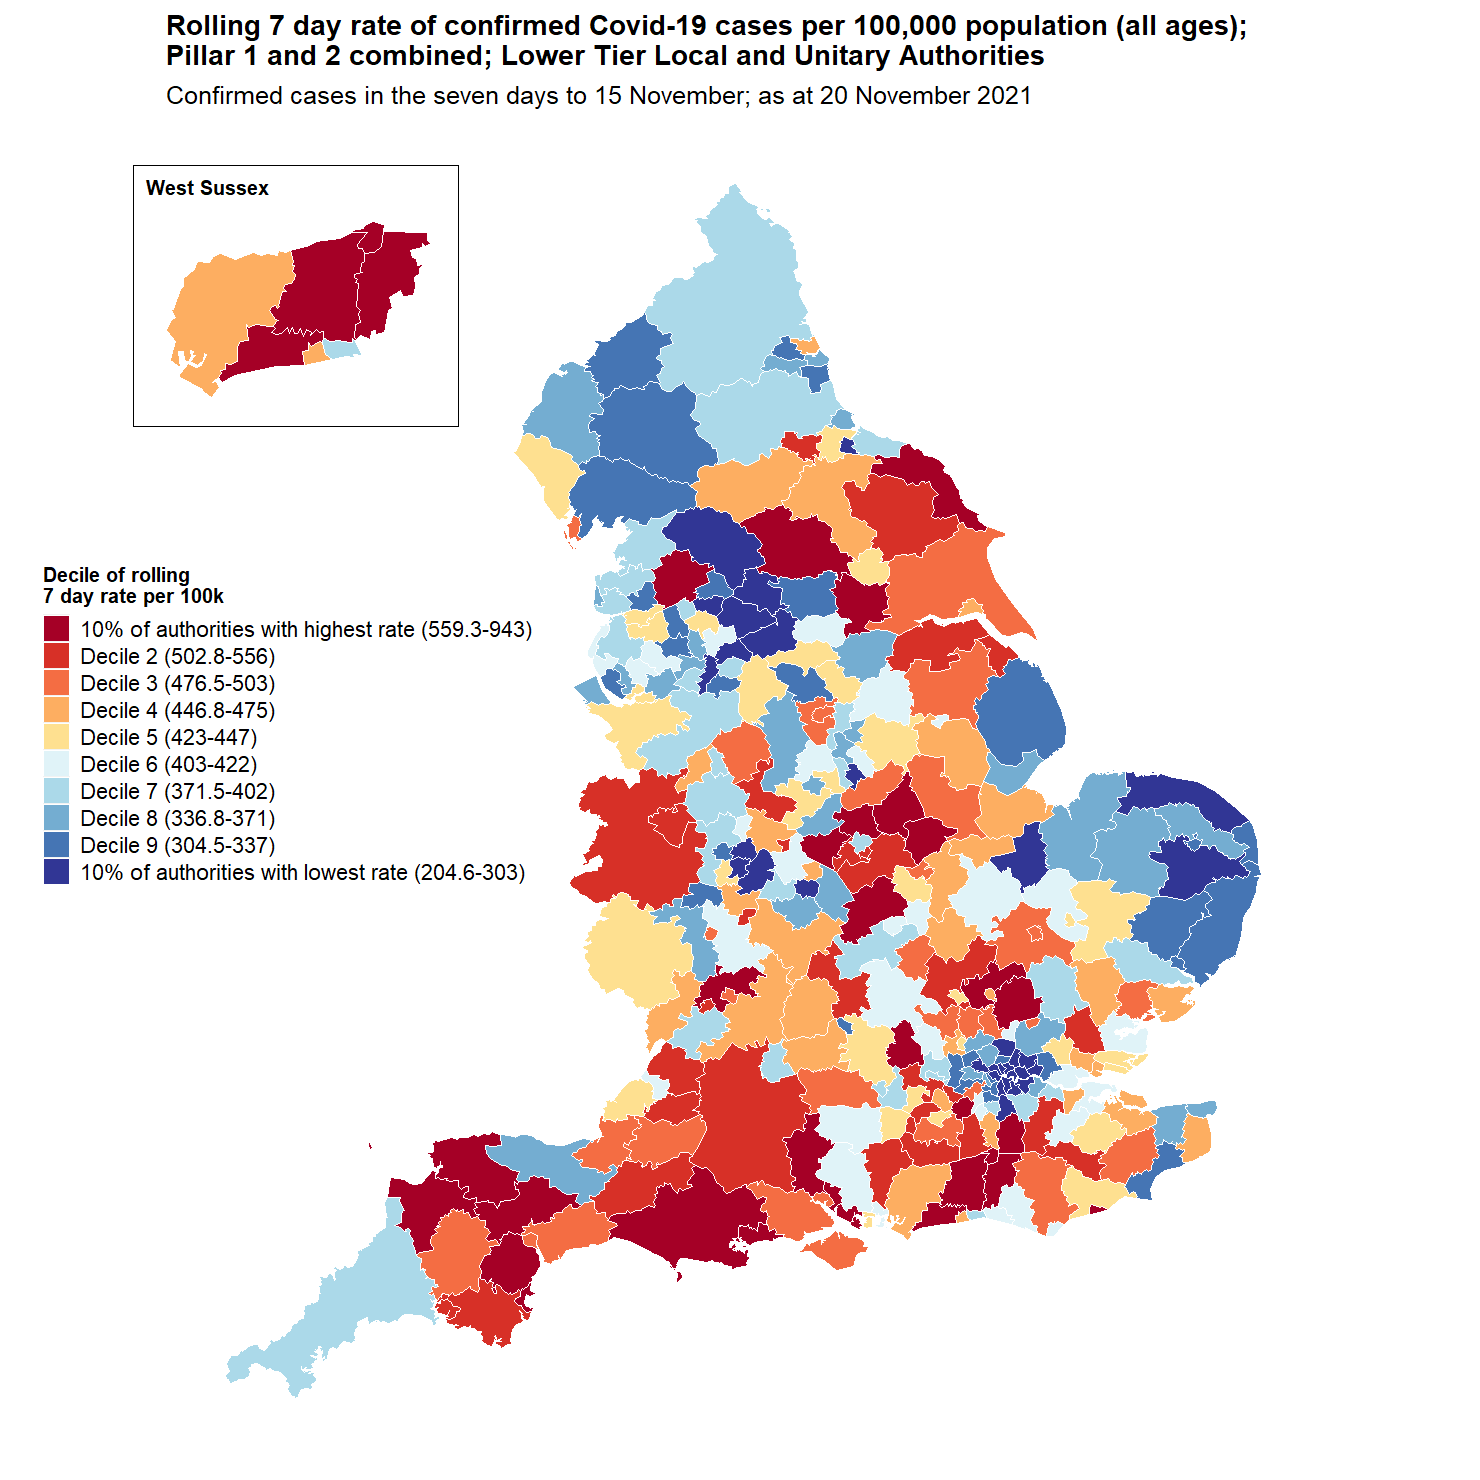 Rolling 7 day rate of confirmed Covid-19 cases per 100,000 population (all ages);
Pillar 1 and 2 combined; Lower Tier Local and Unitary Authorities
Confirmed cases in the seven days to 15 November; as at 20 November 2021
West Sussex
Decile of rolling
7 day rate per 100k
10% of authorities with highest rate (559.3-943)
Decile 2 (502.8-556)
Decile 3 (476.5-503)
Decile 4 (446.8-475)
Decile 5 (423-447)
Decile 6 (403-422)
Decile 7 (371.5-402)
Decile 8 (336.8-371)
Decile 9 (304.5-337)
10% of authorities with lowest rate (204.6-303)